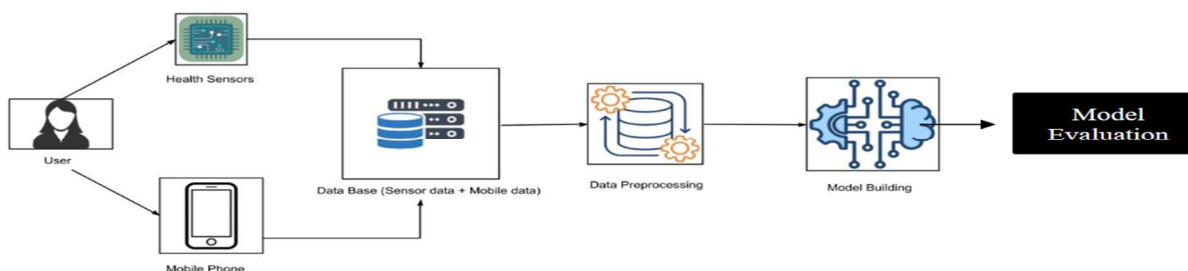 Health Sensors
User
Data Base (Sensor data + Mobile data)
Data Preprocessing
Model Building
Model
Evaluation
Mobile Phone